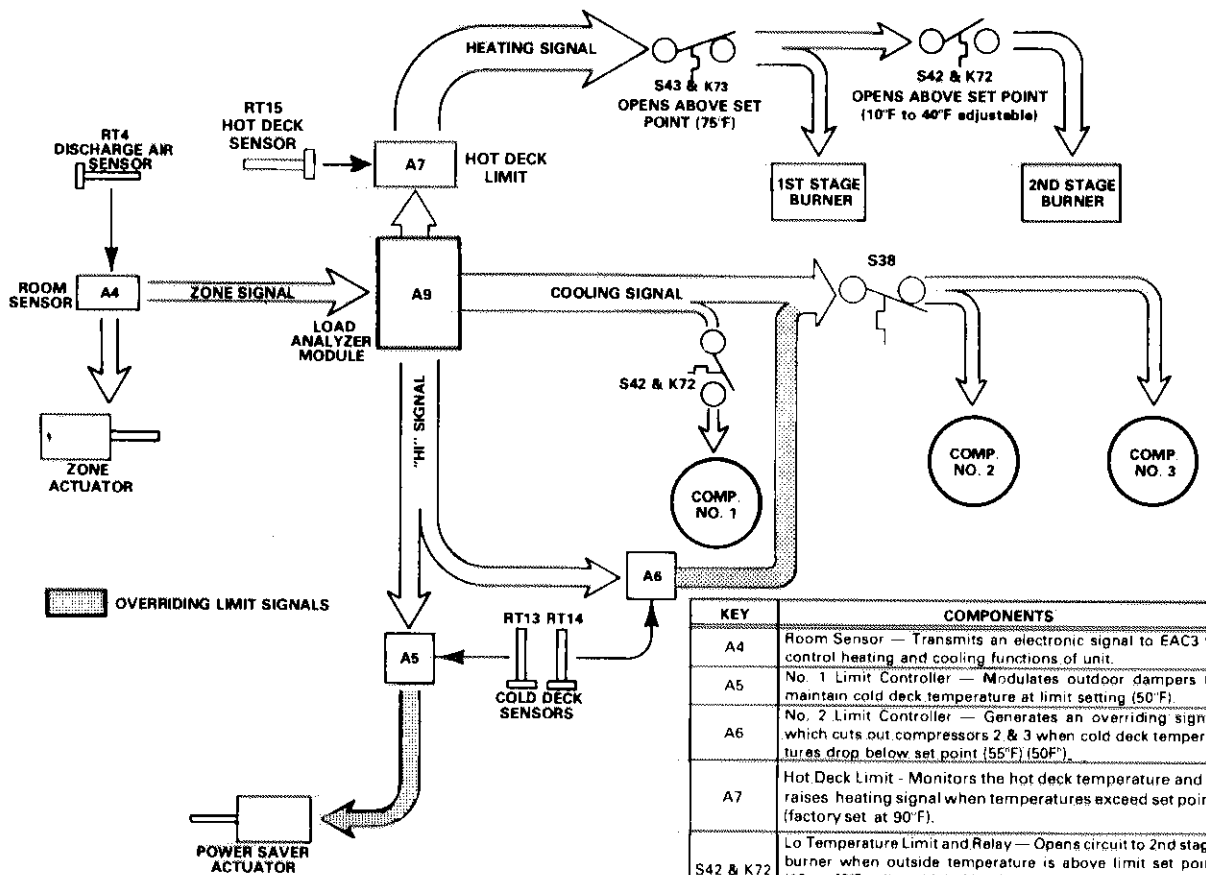 HEATING SIGNAL
S43 & K73
OPENS ABOVE SET
POINT (75°F)
S42 & K72
OPENS ABOVE SET POINT
(10°F to 40°F adjustable)
RT15
HOT DECK
SENSOR
RT4
DISCHARGE AIR
SENSOR
A7
HOT DECK
LIMIT
1ST STAGE
BURNER
2ND STAGE
BURNER
ROOM
SENSOR
A4
ZONE SIGNAL
A9
COOLING SIGNAL
S38
LOAD
ANALYZER
MODULE
S42 & K72
"HI" SIGNAL
ZONE
ACTUATOR
COMP.
NO. 1
COMP.
NO. 2
COMP.
NO. 3
OVERRIDING LIMIT SIGNALS
A6
A5
RT13 RT14
COLD DECK
SENSORS
POWER SAVER
ACTUATOR
KEY COMPONENTS
A4 Room Sensor — Transmits an electronic signal to EAC3
control heating and cooling functions of unit.
A5 No. 1 Limit Controller — Modulates outdoor dampers
maintain cold deck temperature at limit setting (50°F).
A6 No. 2 Limit Controller — Generates an overriding sign
which cuts out compressors 2 & 3 when cold deck temper
tures drop below set point (55°F) (50F°).
A7 Hot Deck Limit - Monitors the hot deck temperature and
raises heating signal when temperatures exceed set poin
(factory set at 90°F).
S42 & K72 Lo Temperature Limit and Relay — Opens circuit to 2nd stag
burner when outside temperature is above limit set poin